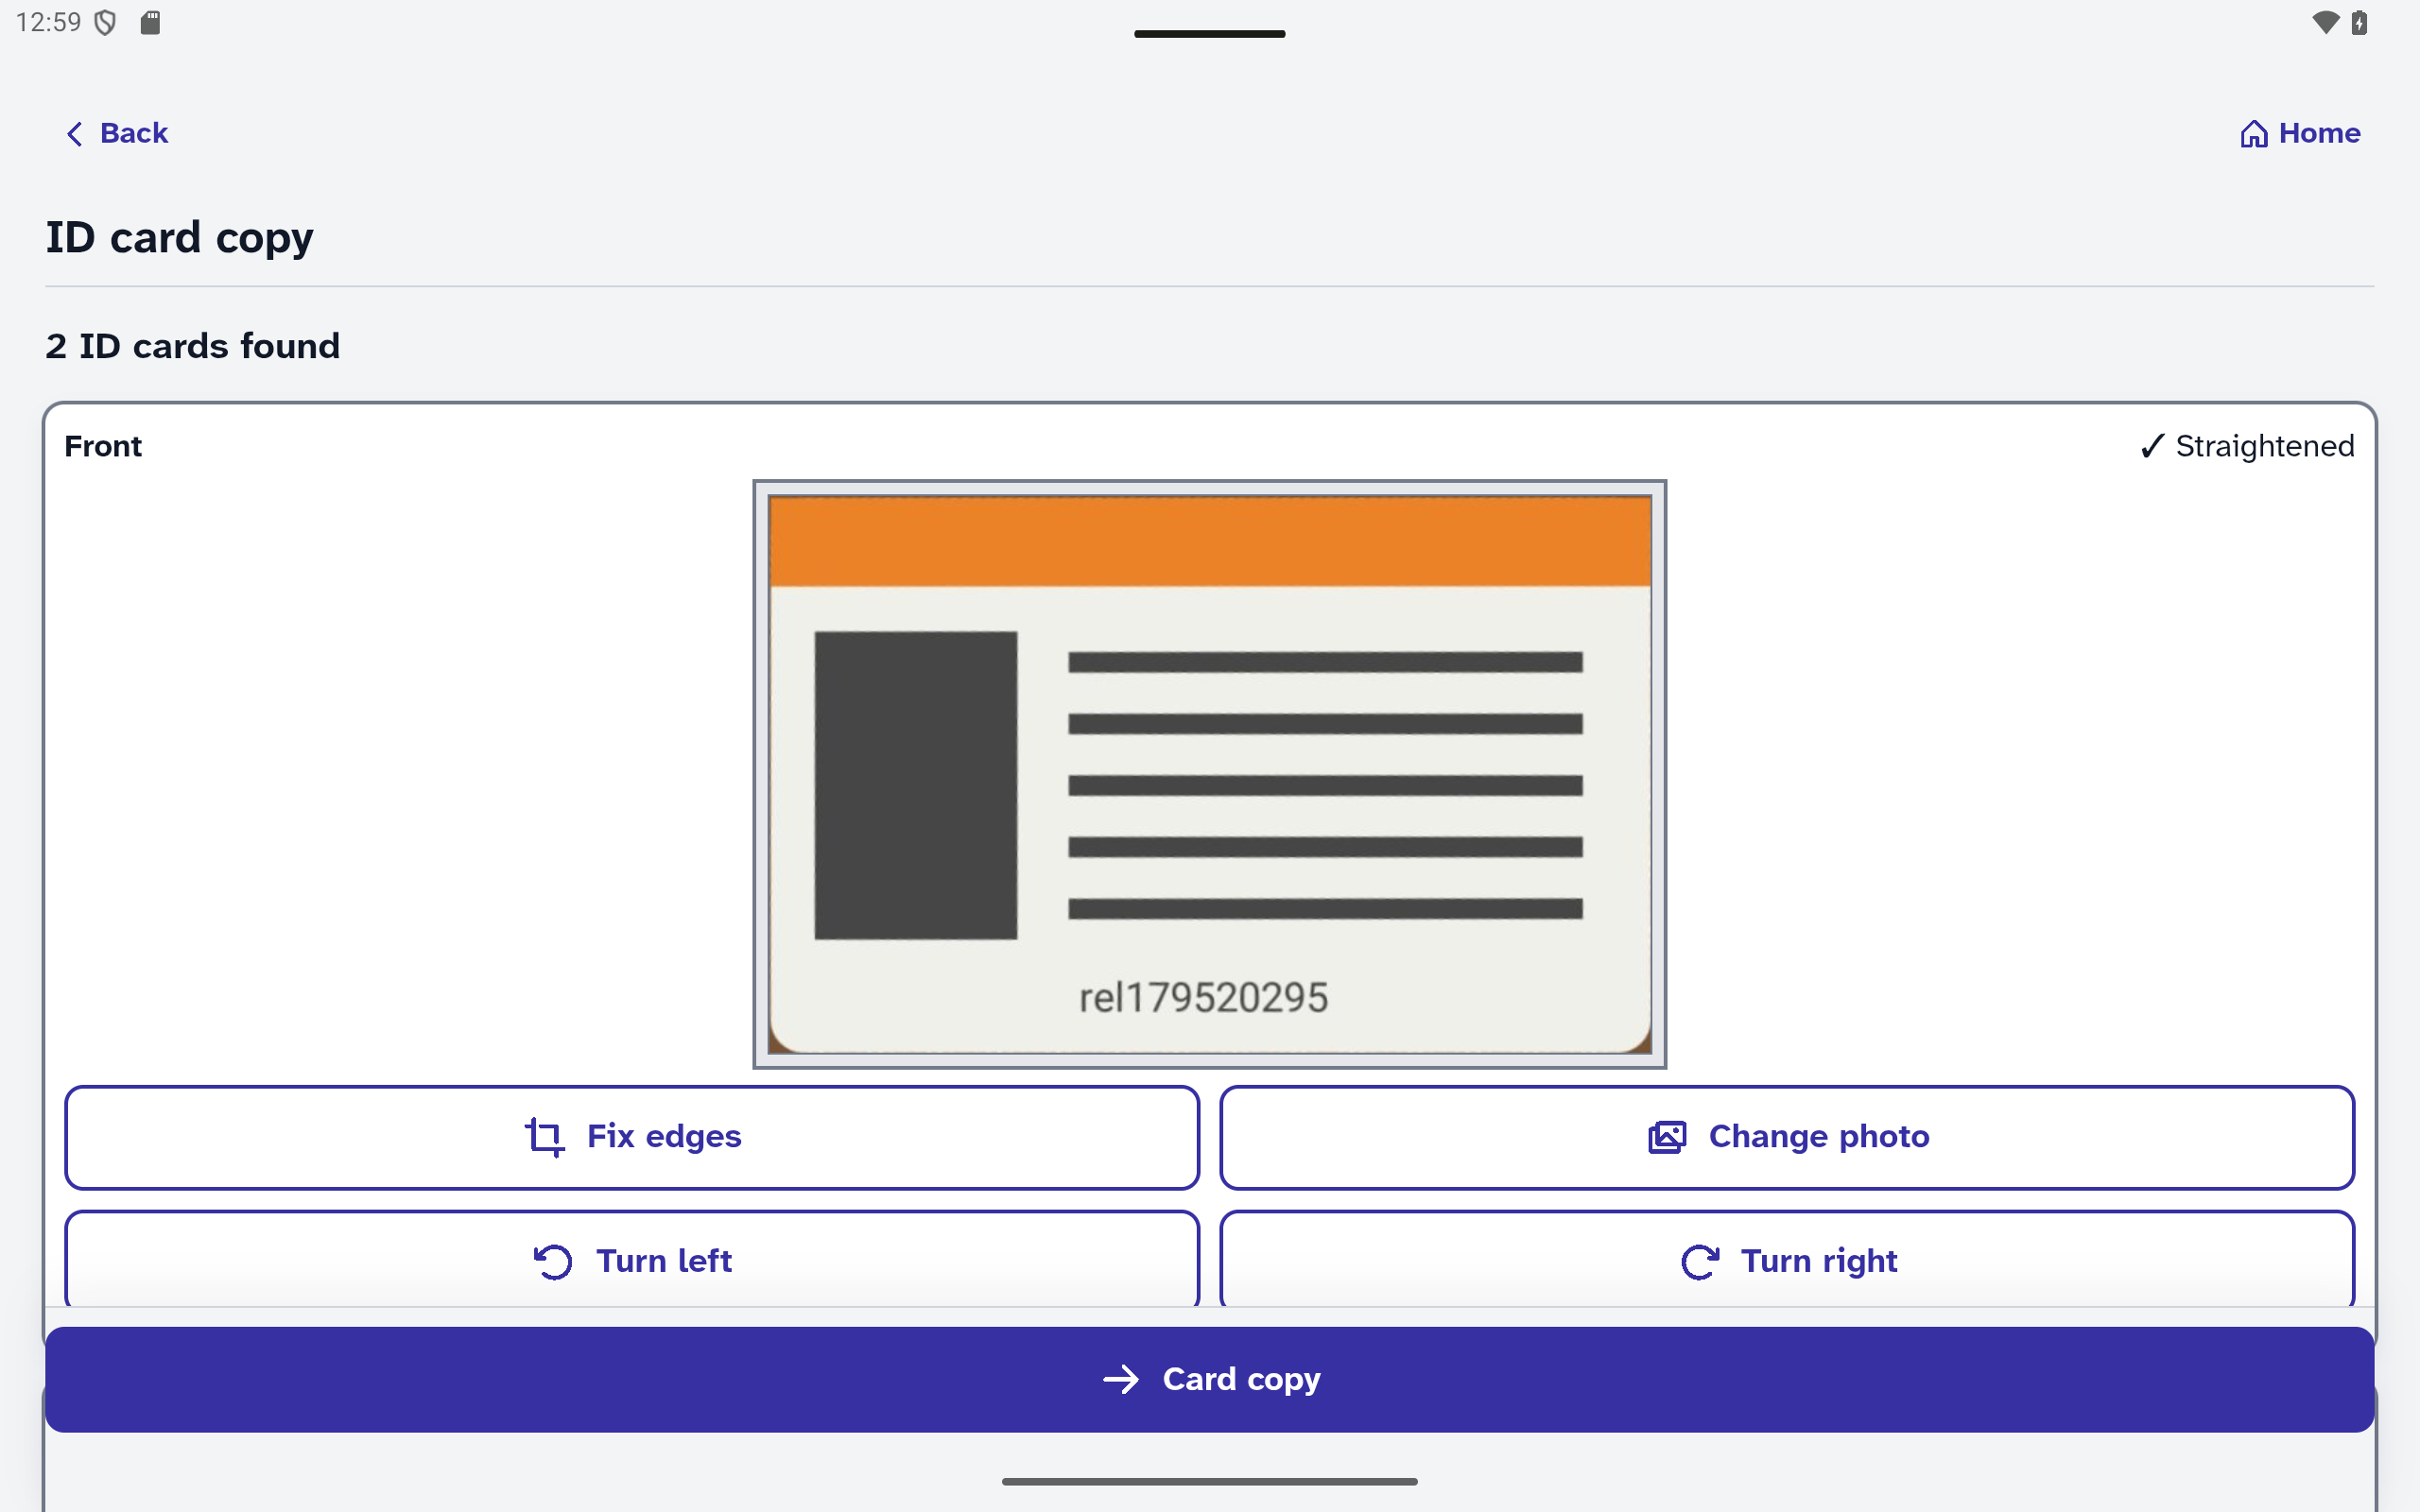 12:59
Back
Home
ID card copy
2 ID cards found
Front
✓ Straightened
rel179520295
Fix edges
Change photo
Turn left
Turn right
Card copy